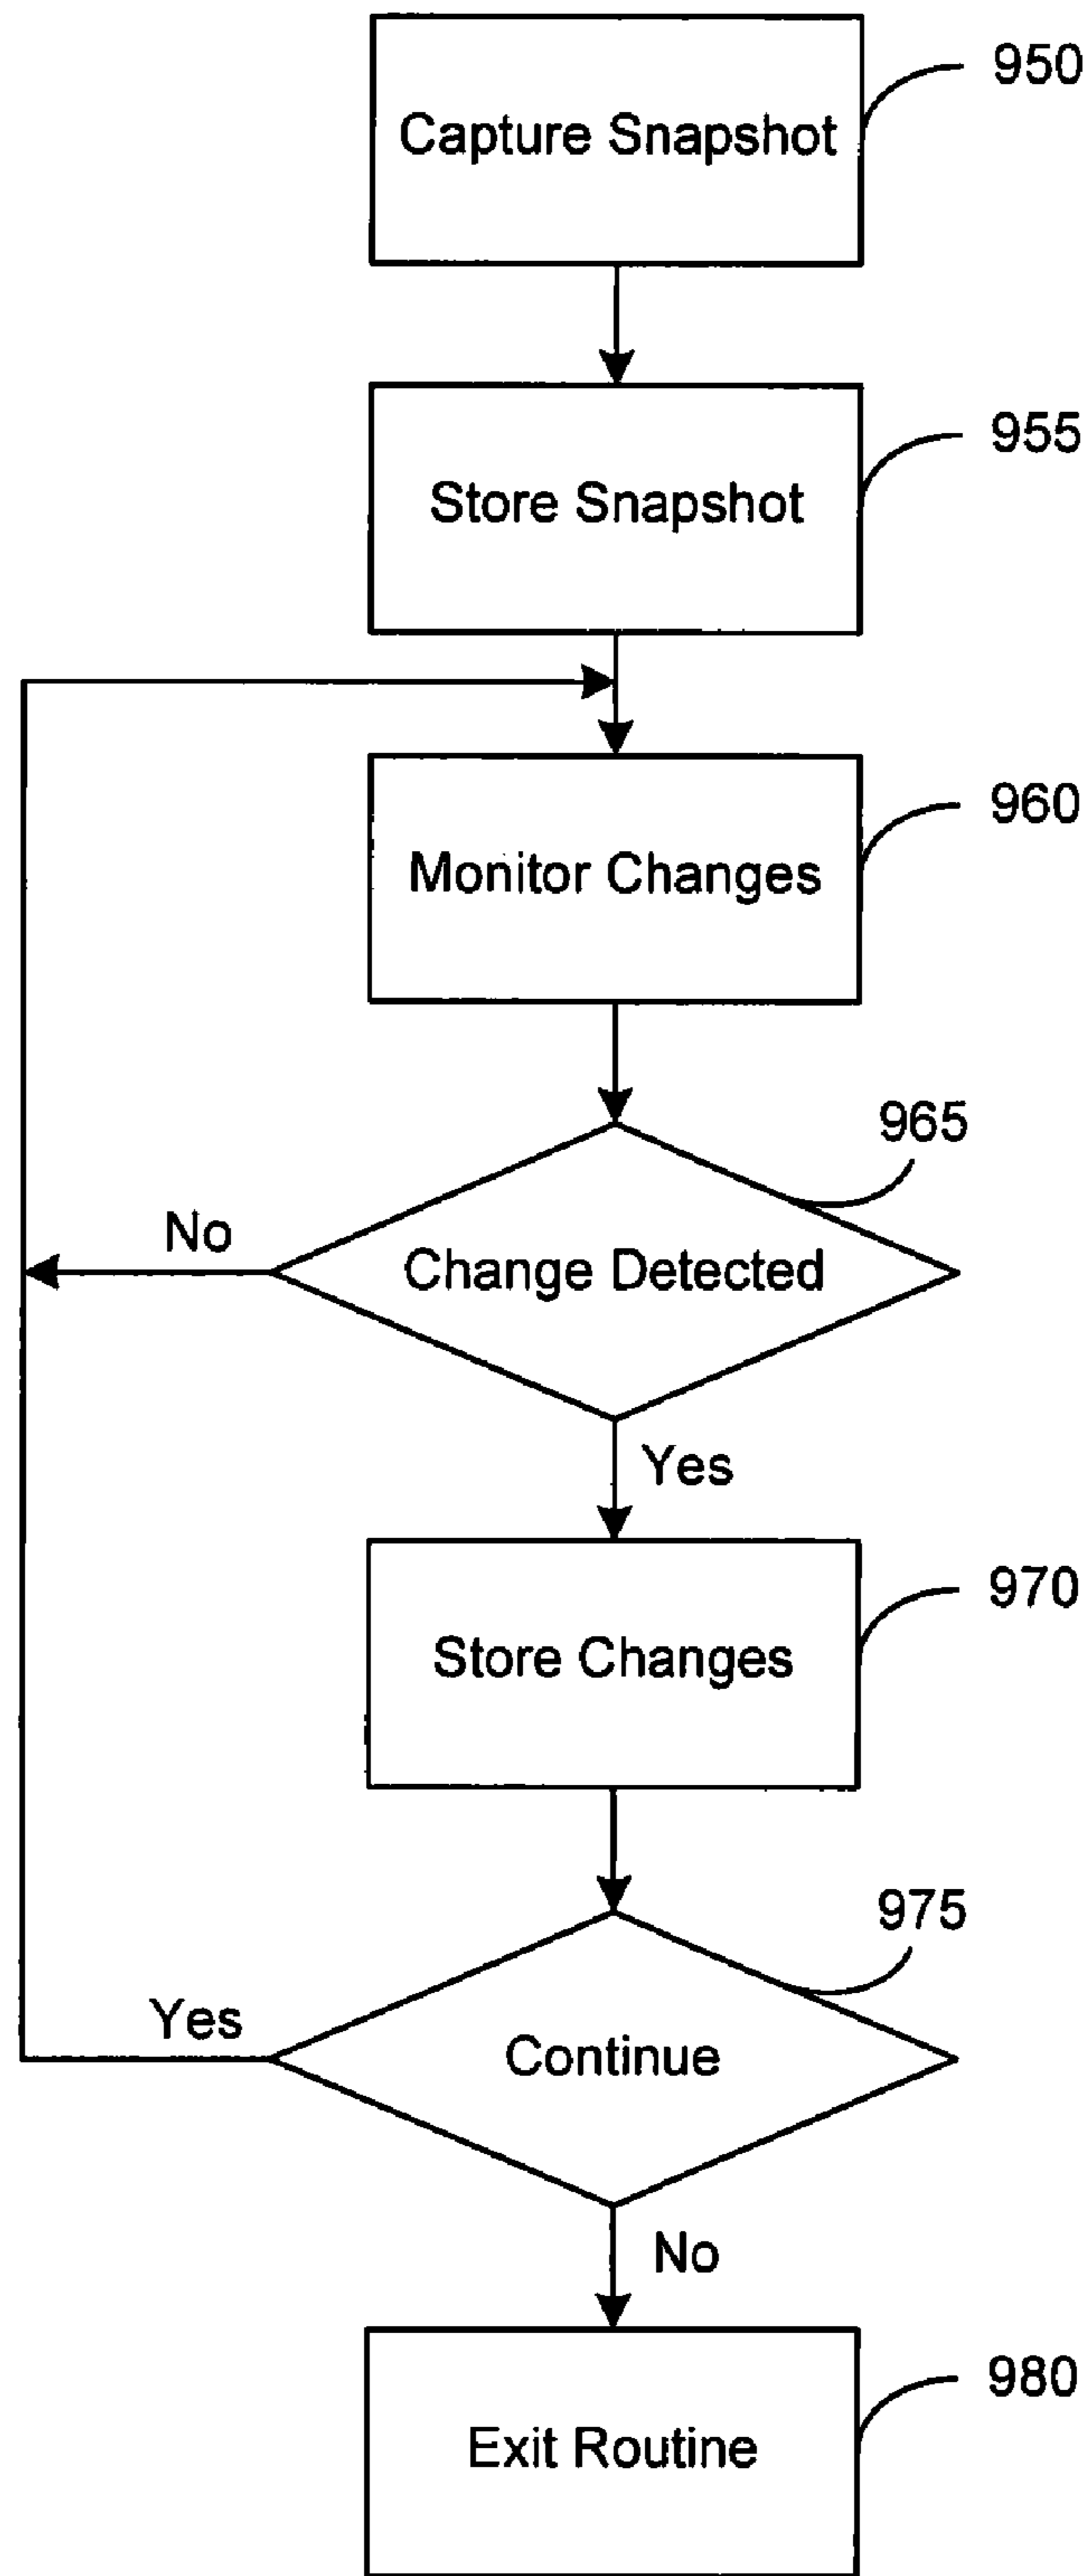 950
Capture Snapshot
955
Store Snapshot
960
Monitor Changes
965
No
Change Detected
Yes
970
Store Changes
975
Yes
Continue
No
980
Exit Routine